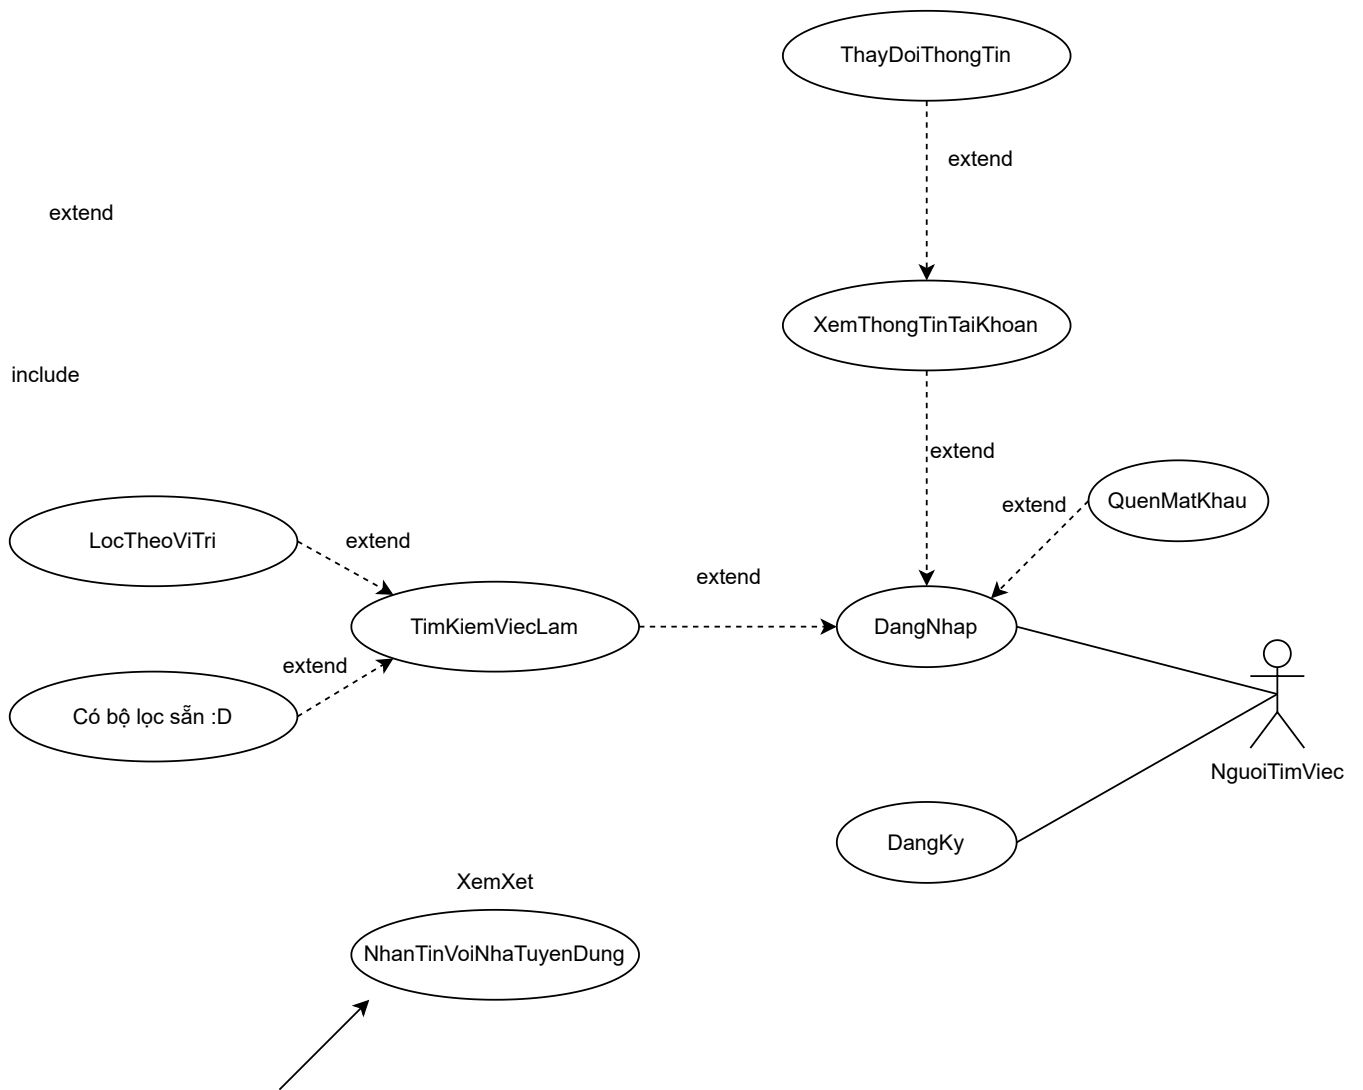 ThayDoiThongTin
extend
extend
XemThongTinTaiKhoan
include
extend
QuenMatKhau
extend
LocTheoViTri
extend
extend
TimKiemViecLam
DangNhap
extend
Có bộ lọc sẵn :D
NguoiTimViec
DangKy
XemXet
NhanTinVoiNhaTuyenDung